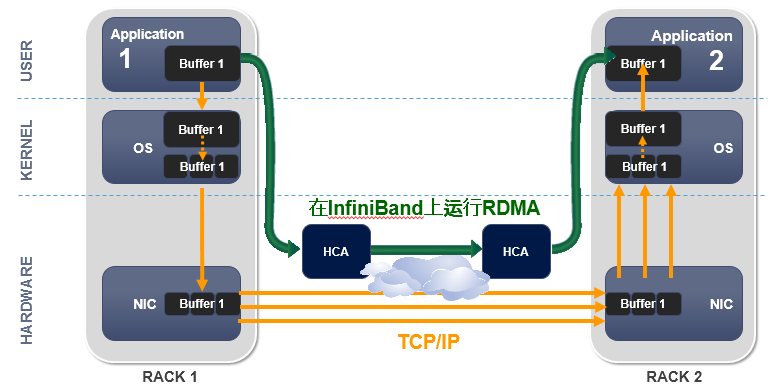 USER
KERNEL
HARDWARE
Application
1
Buffer 1
OS
Buffer 1
Buffer 1
NIC
Buffer 1
RACK 1
在InfiniBand上运行RDMA
HCA
HCA
TCP/IP
Application
2
Buffer 1
Buffer 1
OS
Buffer 1
Buffer 1
NIC
RACK 2